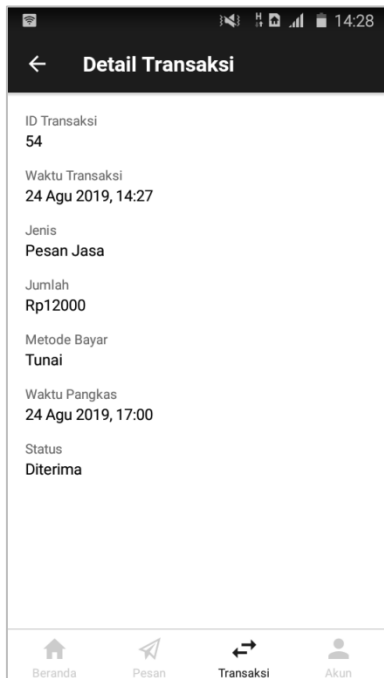 14:28
Detail Transaksi
ID Transaksi
54
Waktu Transaksi
24 Agu 2019, 14:27
Jenis
Pesan Jasa
Jumlah
Rp12000
Metode Bayar
Tunai
Waktu Pangkas
24 Agu 2019, 17:00
Status
Diterima
Beranda Pesan Transaksi Akun